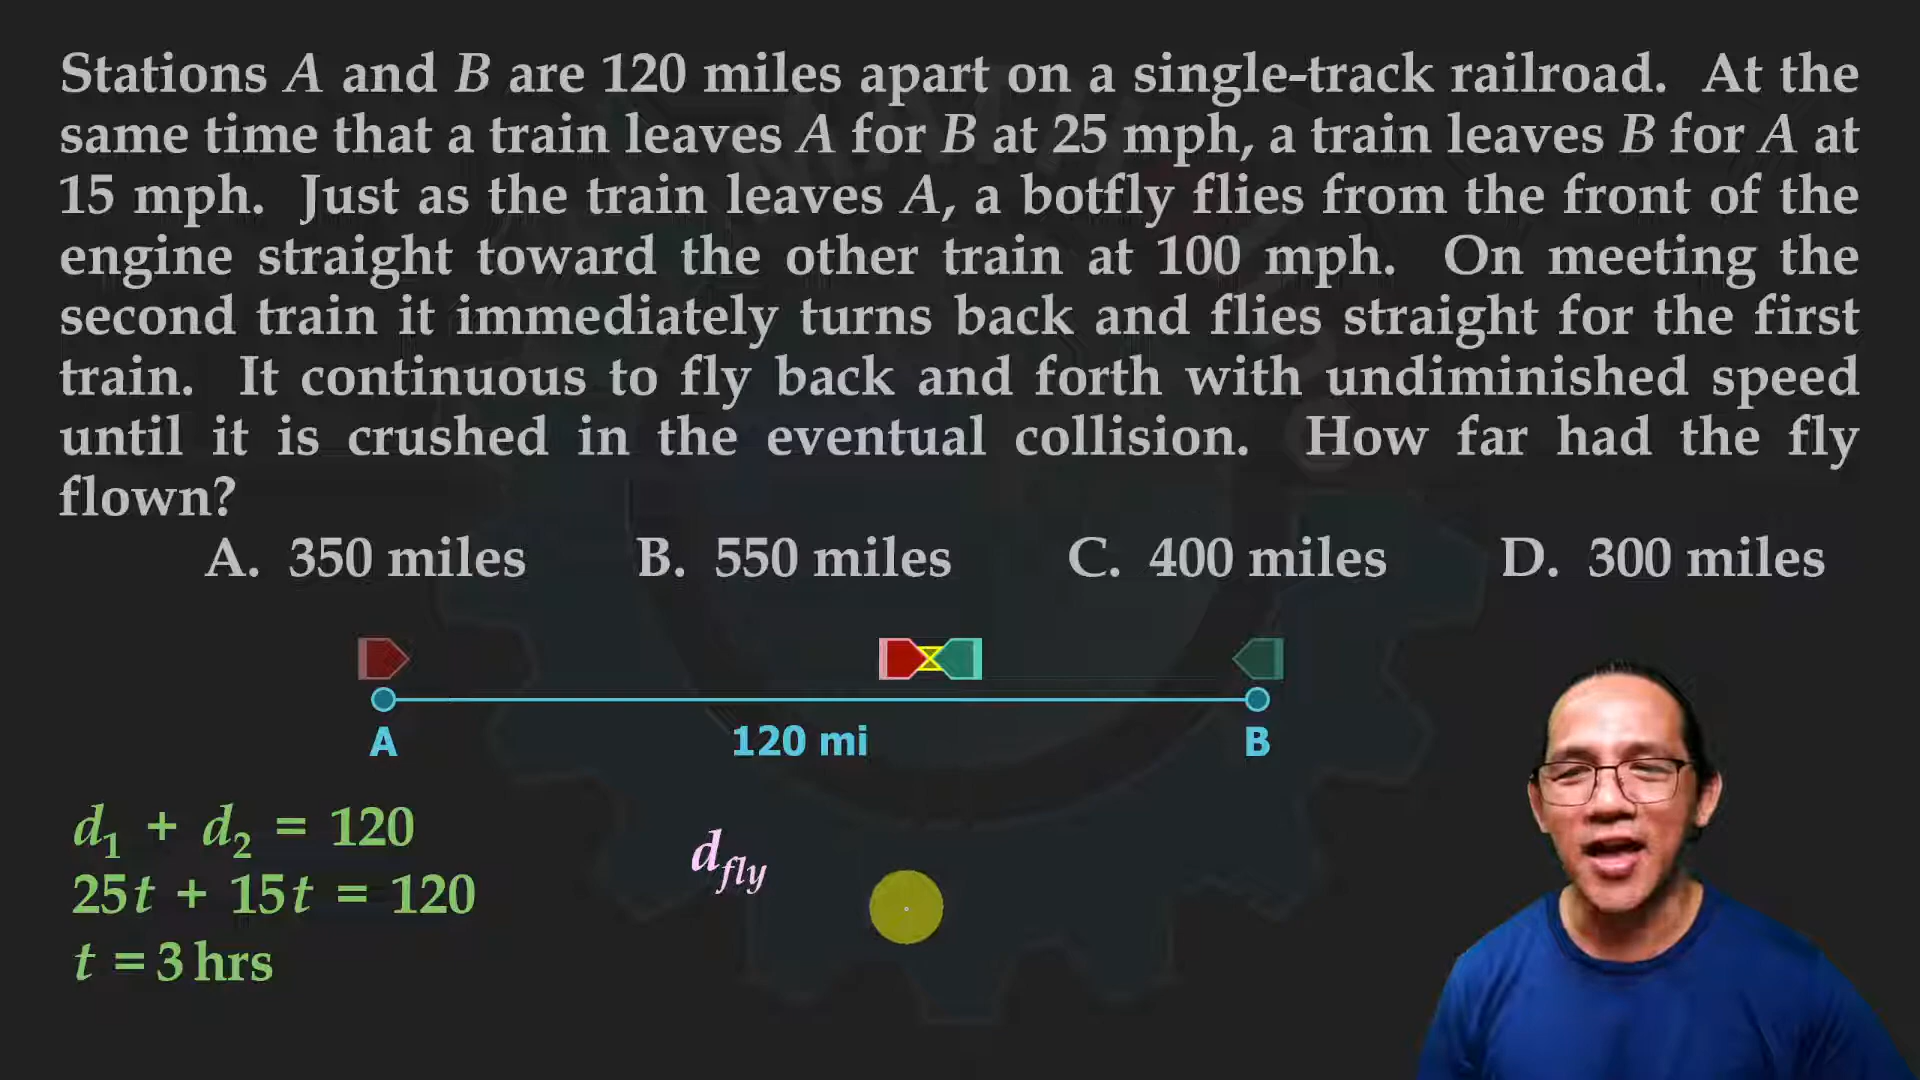 Stations A and B are 120 miles apart on a single-track railroad. At the
same time that a train leaves A for B at 25 mph, a train leaves B for A at
15 mph. Just as the train leaves A, a botfly flies from the front of the
engine straight toward the other train at 100 mph. On meeting the
second train it immediately turns back and flies straight for the first
train. It continuous to fly back and forth with undiminished speed
until it is crushed in the eventual collision. How far had the fly
flown?
A. 350 miles B. 550 miles C. 400 miles D. 300 miles
A 120 mi B
d₁ + d₂ = 120
25t + 15t = 120
t = 3 hrs
d_fly